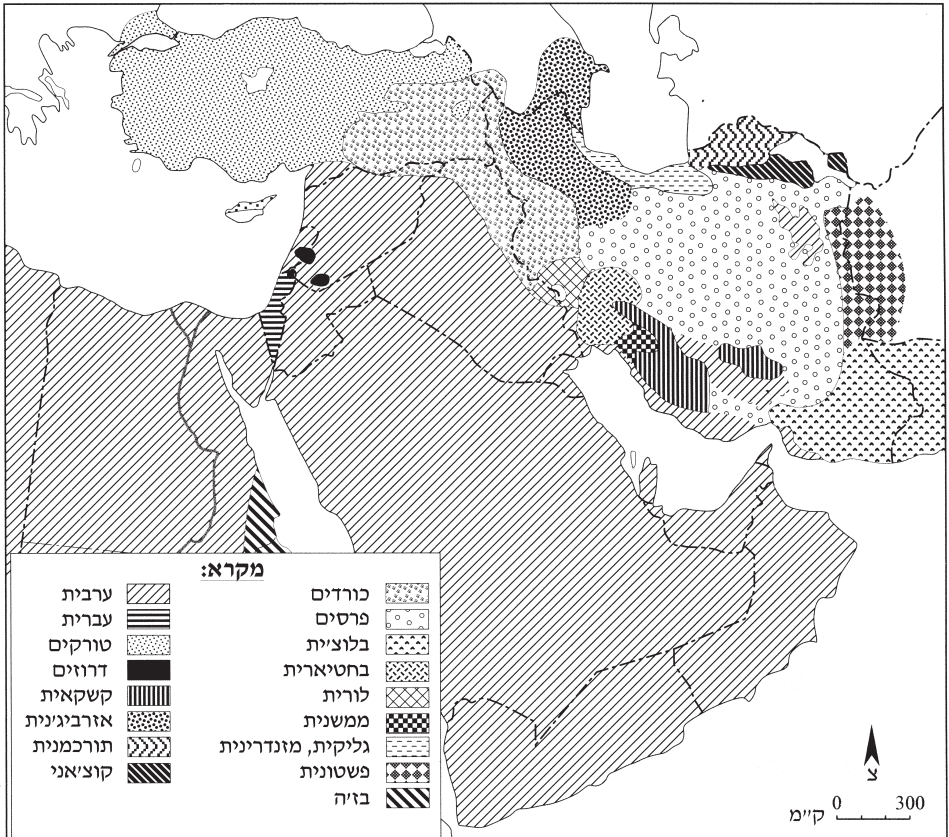 מקרא:
כורדים
פרסים
בלוצ'ית
בחטיארית
לורית
ממשנית
גליקית, מזנדרינית
פשטונית
בז'ה
ערבית
עברית
טורקים
דרוזים
קשקאית
אזרביג'נית
תורכמנית
קוצ'אני
צ
0 300
ק"מ